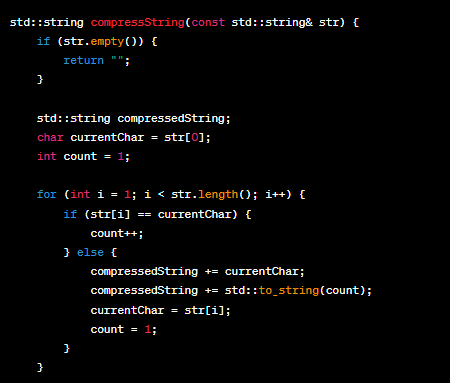 std::string compressString(const std::string& str) {
    if (str.empty()) {
        return "";
    }

    std::string compressedString;
    char currentChar = str[0];
    int count = 1;

    for (int i = 1; i < str.length(); i++) {
        if (str[i] == currentChar) {
            count++;
        } else {
            compressedString += currentChar;
            compressedString += std::to_string(count);
            currentChar = str[i];
            count = 1;
        }
    }